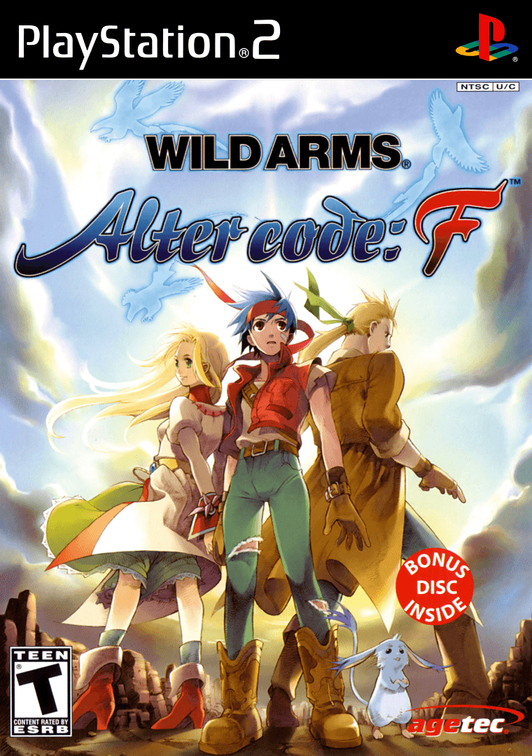 PlayStation®2
NTSC U/C
WILD ARMS®
Alter code: F™
BONUS
DISC
INSIDE
TEEN
T®
CONTENT RATED BY
ESRB
agetec